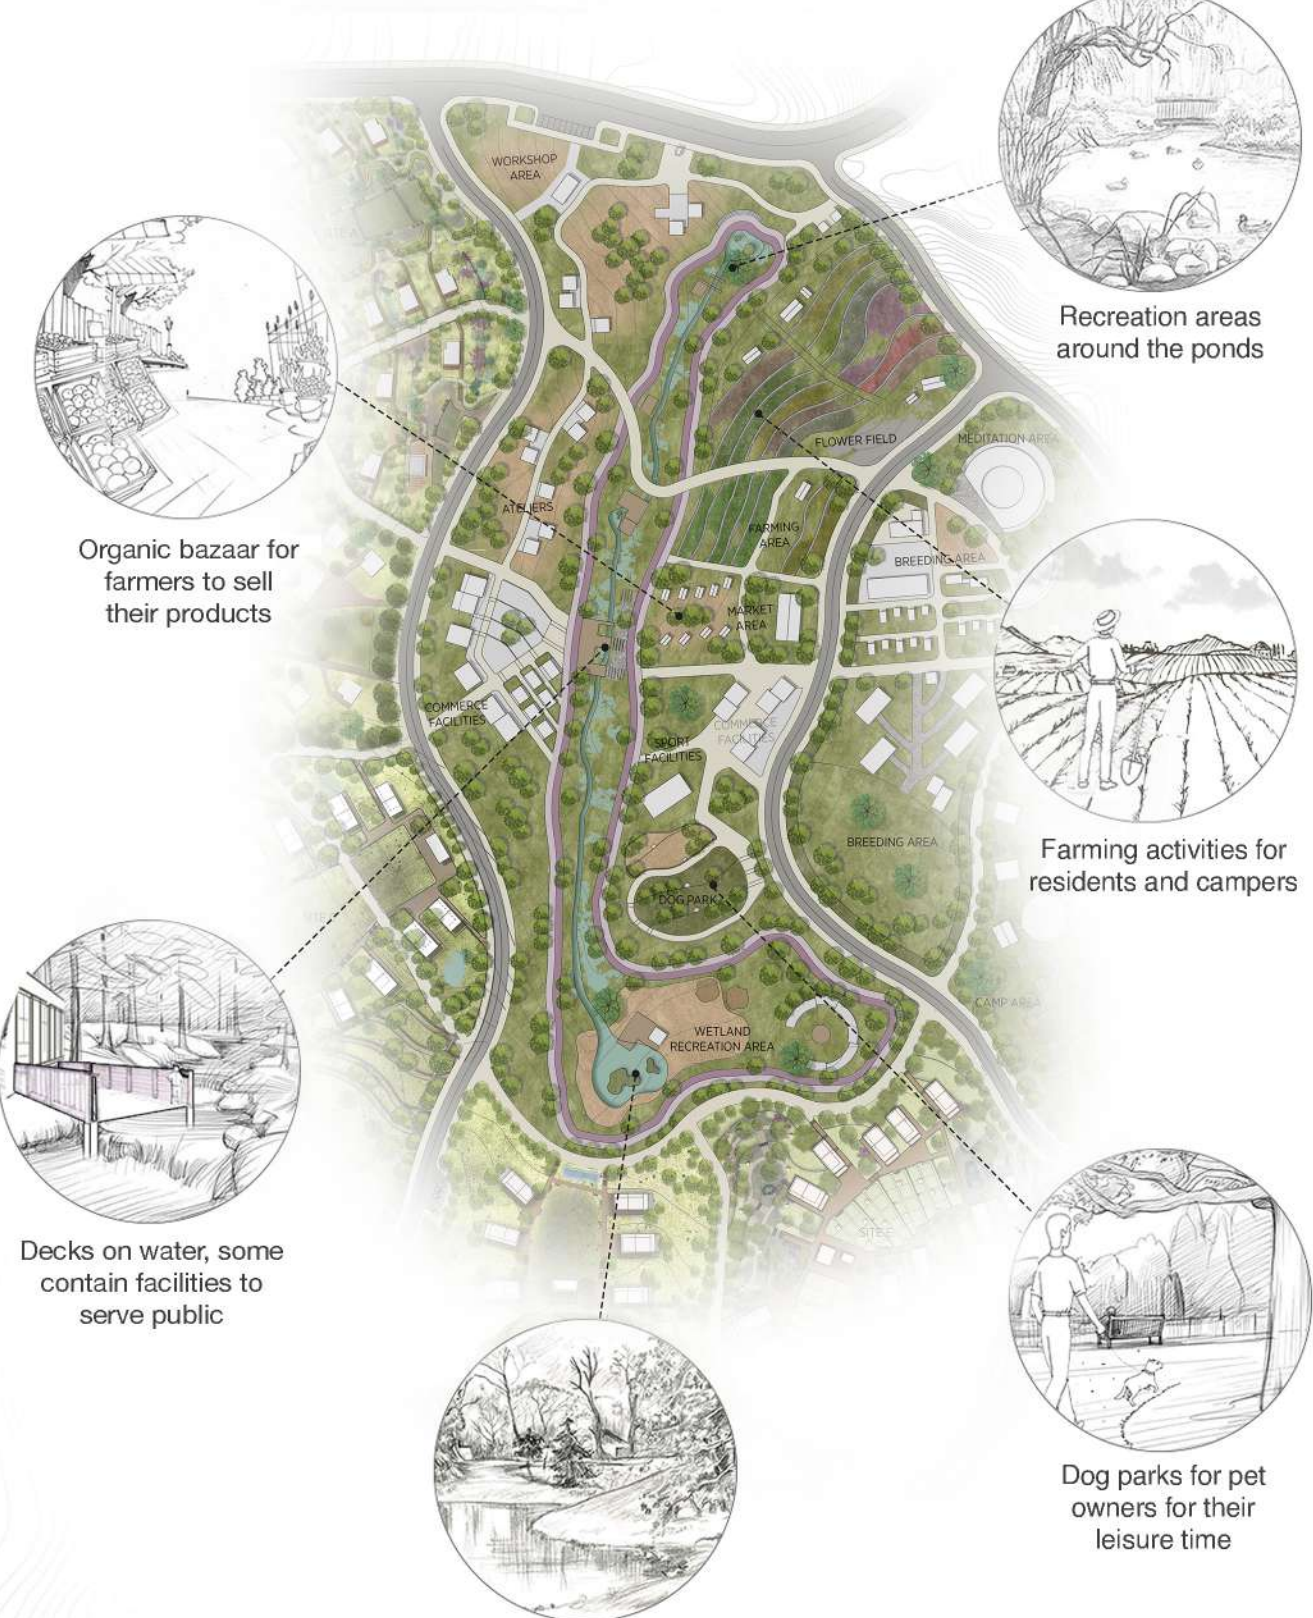 WORKSHOP
AREA
Recreation areas
around the ponds
FLOWER FIELD
MEDITATION AREA
ATELIERS
FARMING
AREA
BREEDING AREA
Organic bazaar for
farmers to sell
their products
MARKET
AREA
COMMERCE
FACILITIES
COMMERCE
FACILITIES
SPORT
FACILITIES
BREEDING AREA
Farming activities for
residents and campers
DOG PARK
CAMP AREA
WETLAND
RECREATION AREA
Decks on water, some
contain facilities to
serve public
Dog parks for pet
owners for their
leisure time